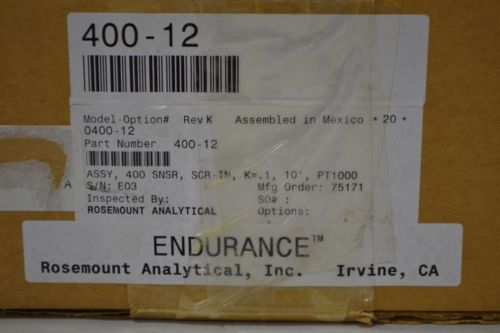 400-12
Model-Option# Rev K Assembled in Mexico * 20 *
0400-12
Part Number 400-12
ASSY, 400 SNSR, SCR-IN, K=.1, 10', PT1000
A S/N: E03 Mfg Order: 75171
Inspected By: SO# :
ROSEMOUNT ANALYTICAL Options:
ENDURANCE™
Rosemount Analytical, Inc. Irvine, CA